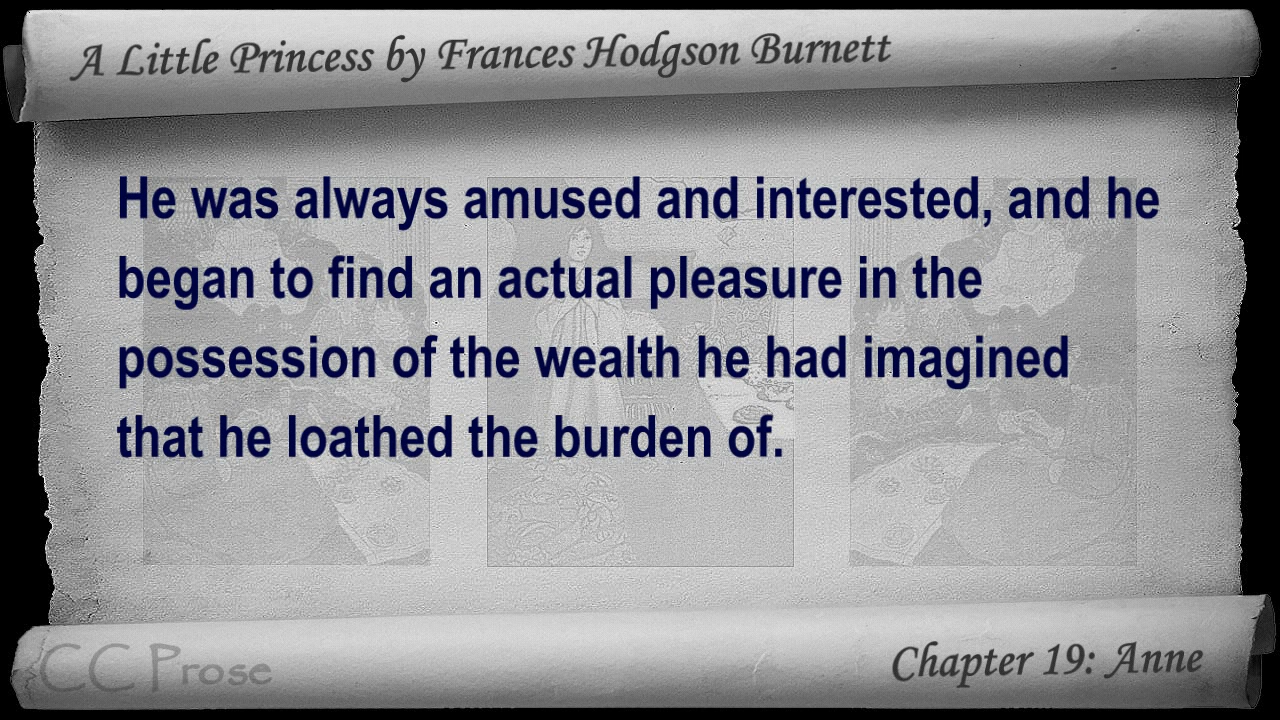 A Little Princess by Frances Hodgson Burnett
He was always amused and interested, and he
began to find an actual pleasure in the
possession of the wealth he had imagined
that he loathed the burden of.
CC Prose
Chapter 19: Anne